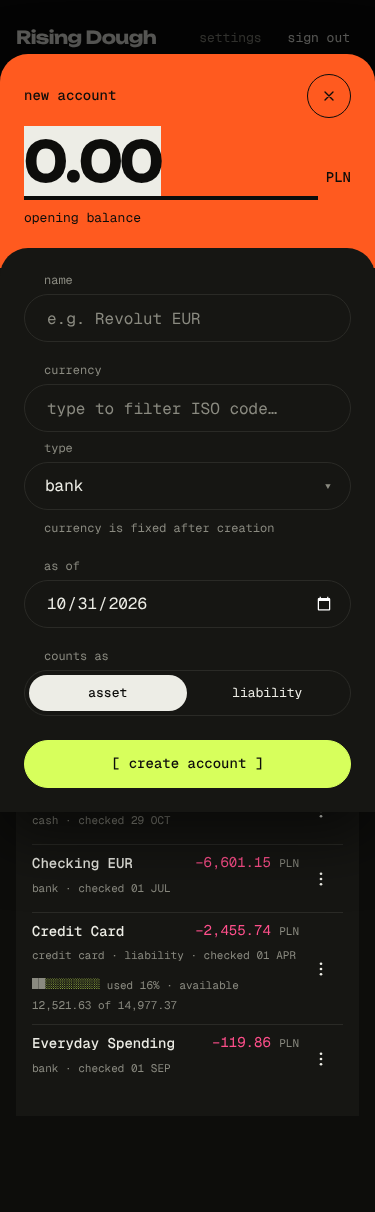 Rising Dough settings sign out
new account
×
0.00
PLN
opening balance
name
e.g. Revolut EUR
currency
type to filter ISO code…
type
bank
currency is fixed after creation
as of
10/31/2026
counts as
asset liability
[ create account ]
cash · checked 29 OCT
Checking EUR −6,601.15 PLN
bank · checked 01 JUL
Credit Card −2,455.74 PLN
credit card · liability · checked 01 APR
used 16% · available
12,521.63 of 14,977.37
Everyday Spending −119.86 PLN
bank · checked 01 SEP